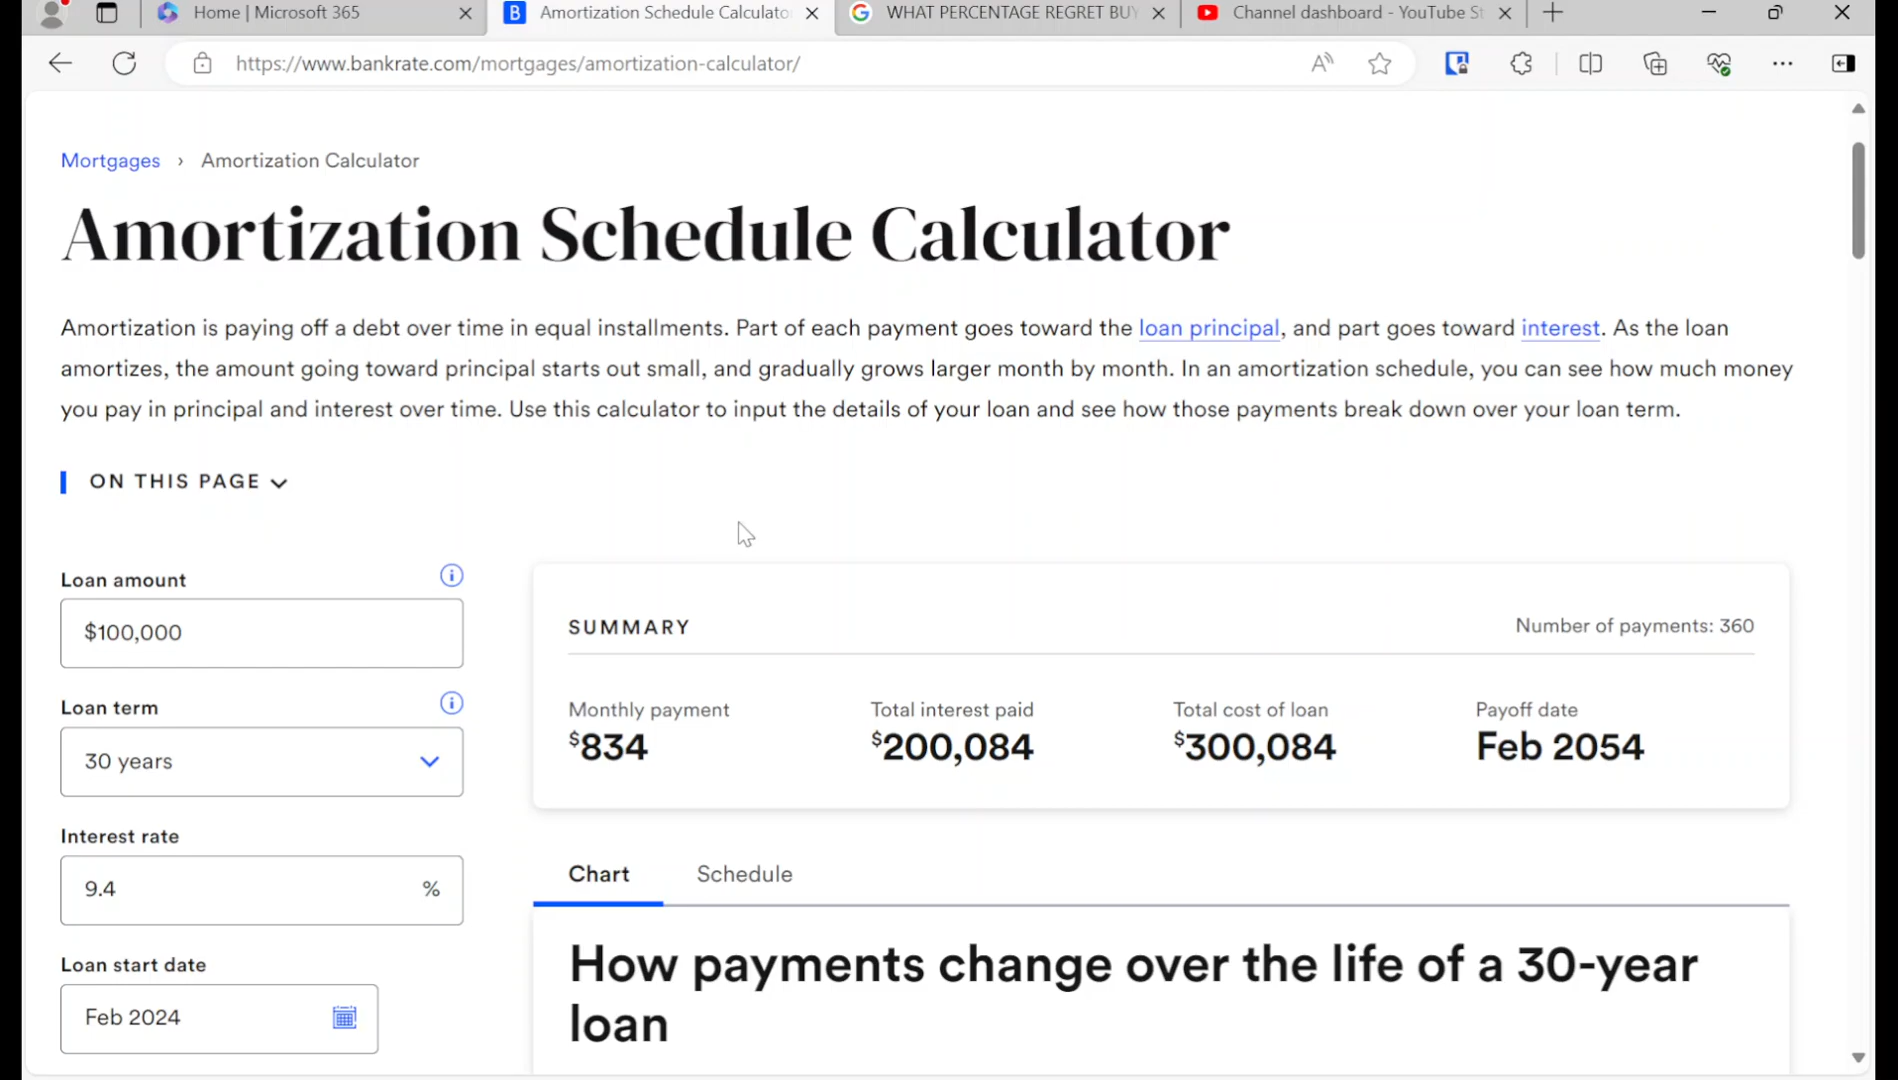 Home | Microsoft 365
Amortization Schedule Calculato
WHAT PERCENTAGE REGRET BUY
Channel dashboard - YouTube St
https://www.bankrate.com/mortgages/amortization-calculator/
Mortgages › Amortization Calculator
Amortization Schedule Calculator
Amortization is paying off a debt over time in equal installments. Part of each payment goes toward the loan principal, and part goes toward interest. As the loan
amortizes, the amount going toward principal starts out small, and gradually grows larger month by month. In an amortization schedule, you can see how much money
you pay in principal and interest over time. Use this calculator to input the details of your loan and see how those payments break down over your loan term.
ON THIS PAGE
Loan amount
$100,000
Loan term
30 years
Interest rate
9.4 %
Loan start date
Feb 2024
SUMMARY
Number of payments: 360
Monthly payment
$834
Total interest paid
$200,084
Total cost of loan
$300,084
Payoff date
Feb 2054
Chart
Schedule
How payments change over the life of a 30-year
loan